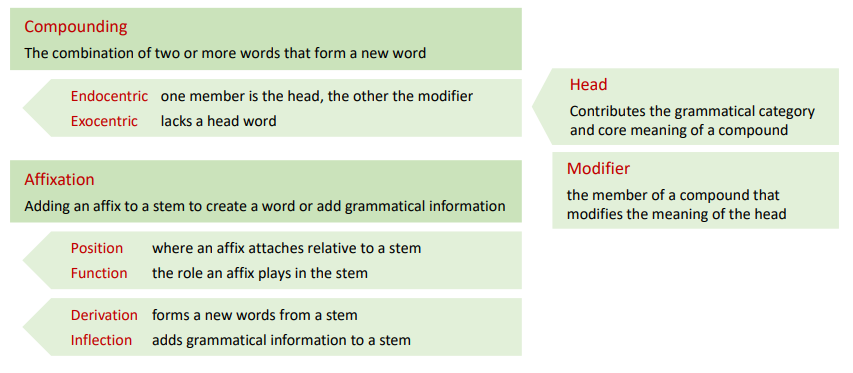 Compounding
The combination of two or more words that form a new word
Endocentric one member is the head, the other the modifier
Exocentric lacks a head word
Head
Contributes the grammatical category
and core meaning of a compound
Modifier
the member of a compound that
modifies the meaning of the head
Affixation
Adding an affix to a stem to create a word or add grammatical information
Position where an affix attaches relative to a stem
Function the role an affix plays in the stem
Derivation forms a new words from a stem
Inflection adds grammatical information to a stem